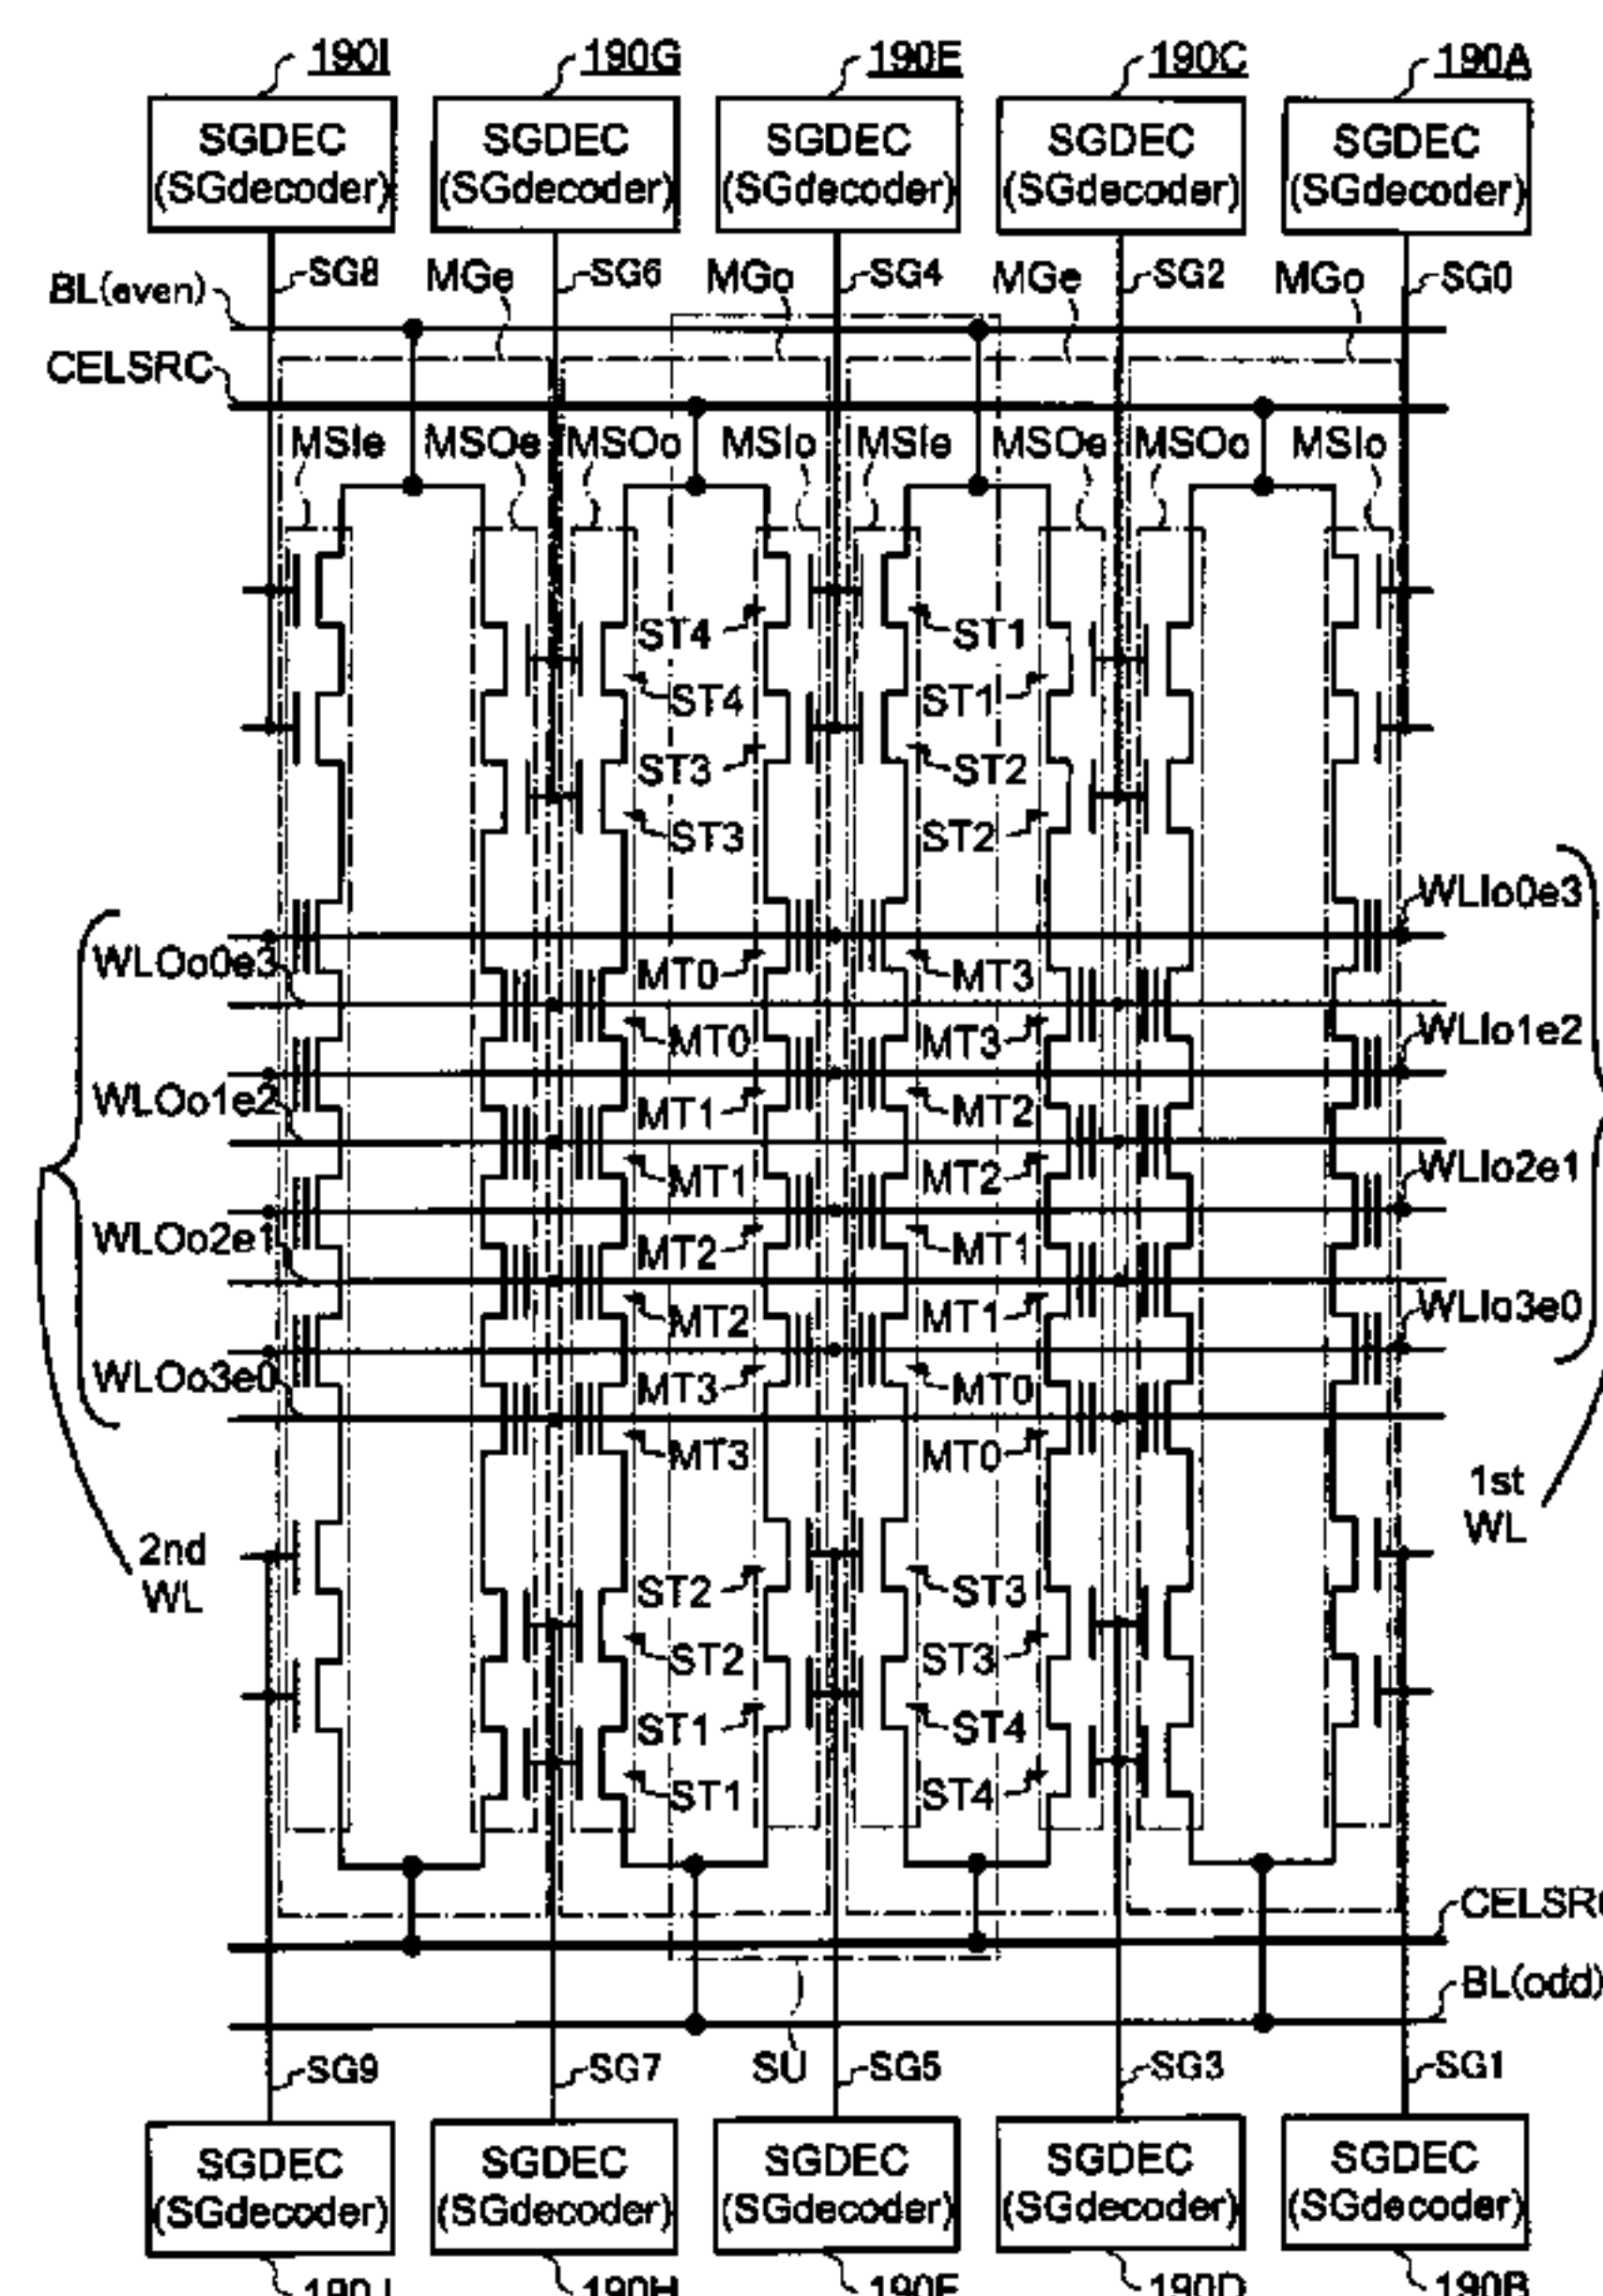 190I 190G 190E 190C 190A
SGDEC SGDEC SGDEC SGDEC SGDEC
(SGdecoder) (SGdecoder) (SGdecoder) (SGdecoder) (SGdecoder)
BL(even) SG8 MGe SG6 MGo SG4 MGe SG2 MGo SG0
CELSRC
MSIe MSOe MSOo MSIo MSIe MSOe MSOo MSIo
ST4 ST1
ST4 ST1
ST3 ST2
ST3 ST2
WLIo0e3
WLOo0e3 MT0 MT3
MT0 MT3 WLIo1e2
WLOo1e2 MT1 MT2
MT1 MT2 WLIo2e1
WLOo2e1 MT2 MT1
MT2 MT1 WLIo3e0
WLOo3e0 MT3 MT0
MT3 MT0 1st
WL
2nd
WL
ST2 ST3
ST2 ST3
ST1 ST4
ST1 ST4
CELSRC
BL(odd)
SG9 SG7 SU SG5 SG3 SG1
SGDEC SGDEC SGDEC SGDEC SGDEC
(SGdecoder) (SGdecoder) (SGdecoder) (SGdecoder) (SGdecoder)
190J 190H 190F 190D 190B